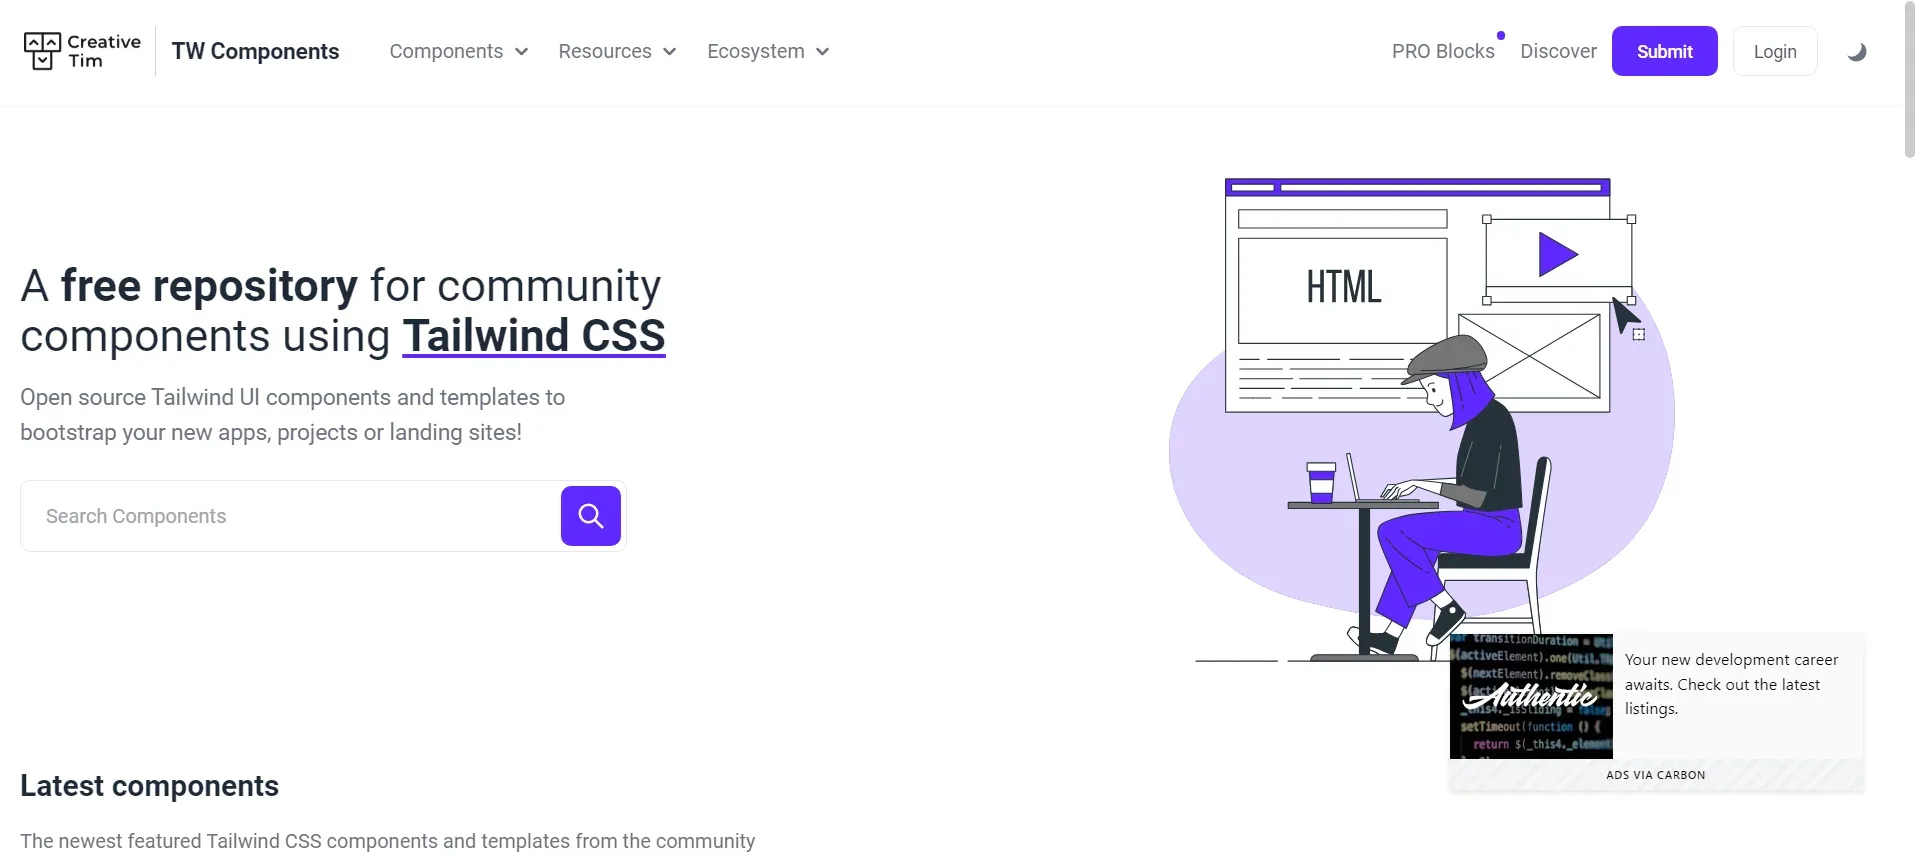 Creative
Tim
TW Components
Components
Resources
Ecosystem
PRO Blocks
Discover
Submit
Login
A free repository for community
components using Tailwind CSS
Open source Tailwind UI components and templates to
bootstrap your new apps, projects or landing sites!
Search Components
HTML
var transitionDuration =
$(activeElement).one(Util.
$(nextElement).removeClass
Authentic
_this4._isSliding = false
setTimeout(function () {
return $(_this4._element
Your new development career
awaits. Check out the latest
listings.
ADS VIA CARBON
Latest components
The newest featured Tailwind CSS components and templates from the community